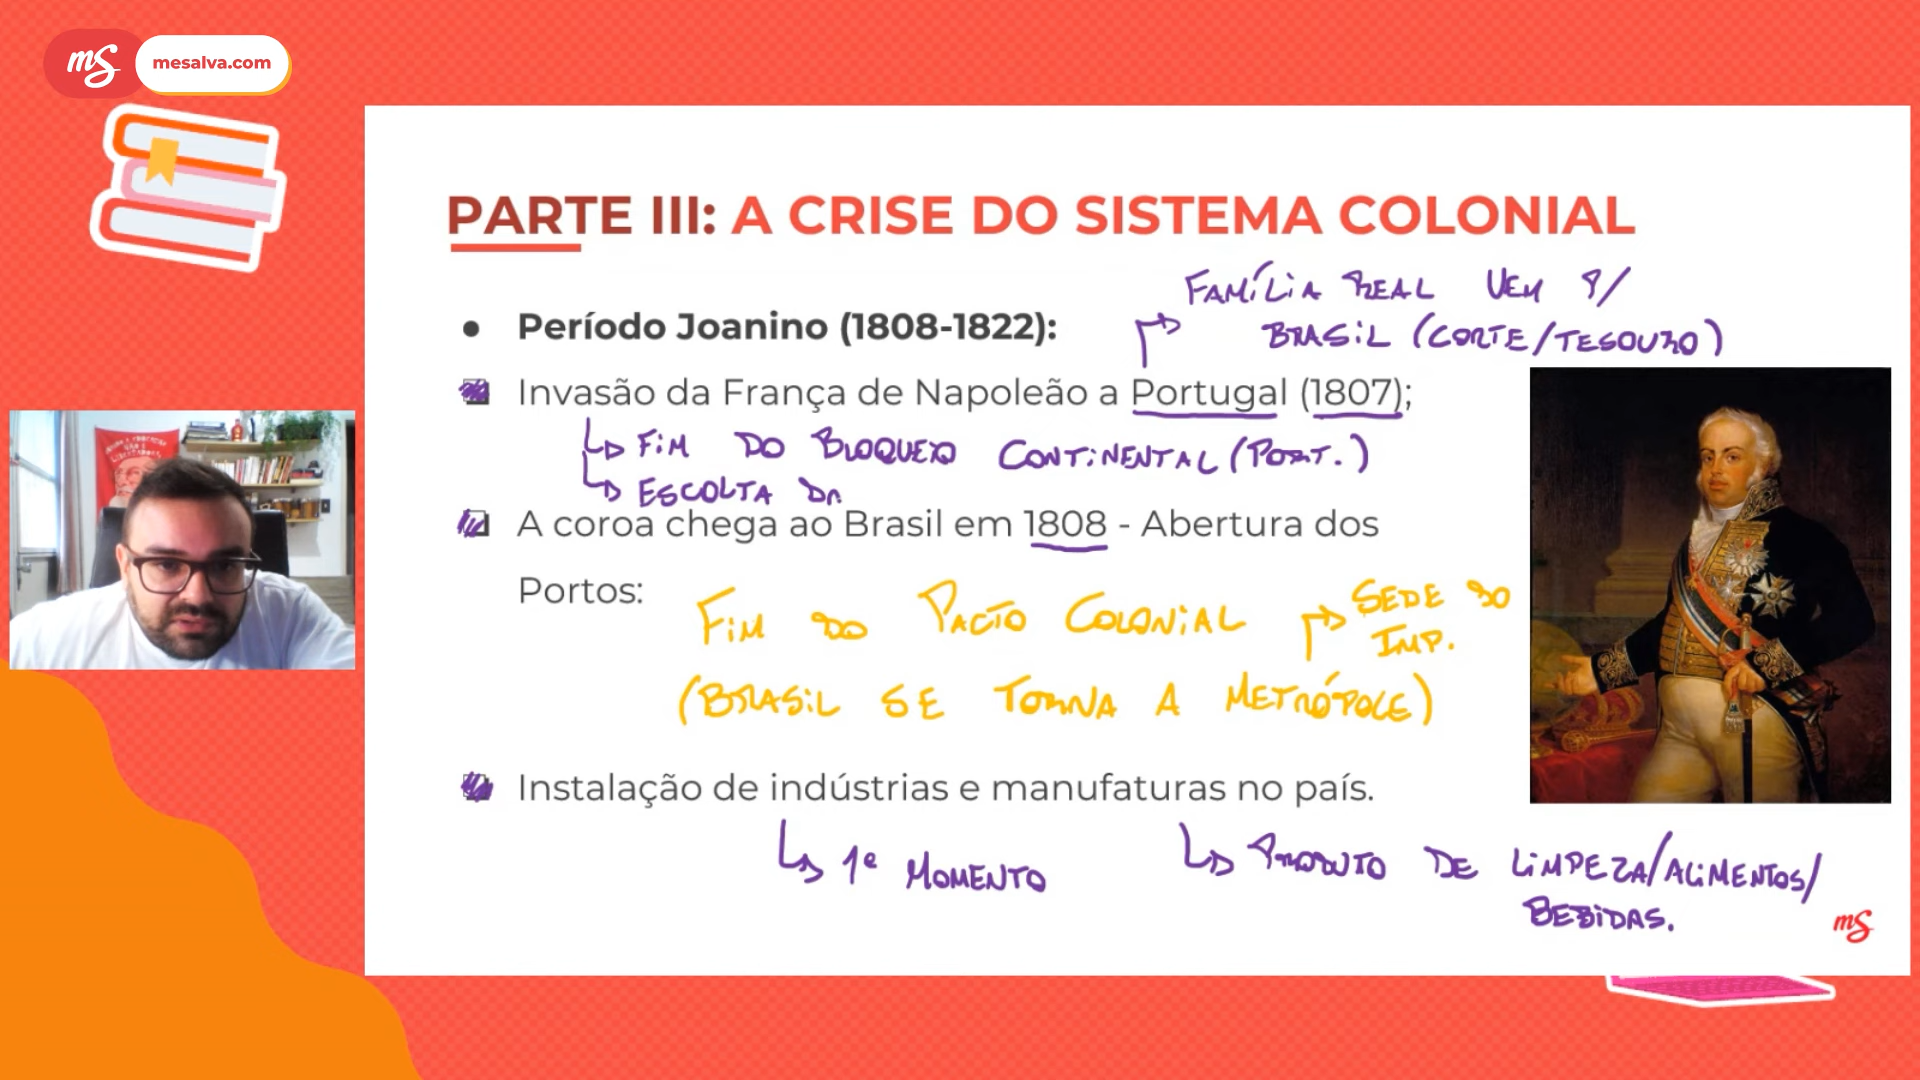 mS mesalva.com
PARTE III: A CRISE DO SISTEMA COLONIAL
FAMÍLIA REAL VEM P/
BRASIL (CORTE/TESOURO)
● Período Joanino (1808-1822):
Invasão da França de Napoleão a Portugal (1807);
FIM DO BLOQUEIO CONTINENTAL (PORT.)
ESCOLTA DA
A coroa chega ao Brasil em 1808 - Abertura dos
Portos:
FIM DO PACTO COLONIAL
SEDE DO
IMP.
(BRASIL SE TORNA A METRÓPOLE)
Instalação de indústrias e manufaturas no país.
1º MOMENTO
PRODUTO DE LIMPEZA/ALIMENTOS/
BEBIDAS.
mS